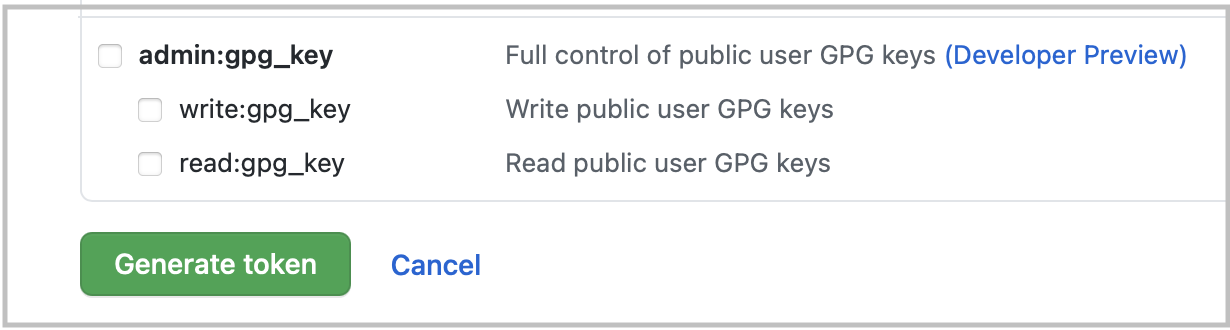 admin:gpg_key Full control of public user GPG keys (Developer Preview)
write:gpg_key Write public user GPG keys
read:gpg_key Read public user GPG keys
Generate token Cancel